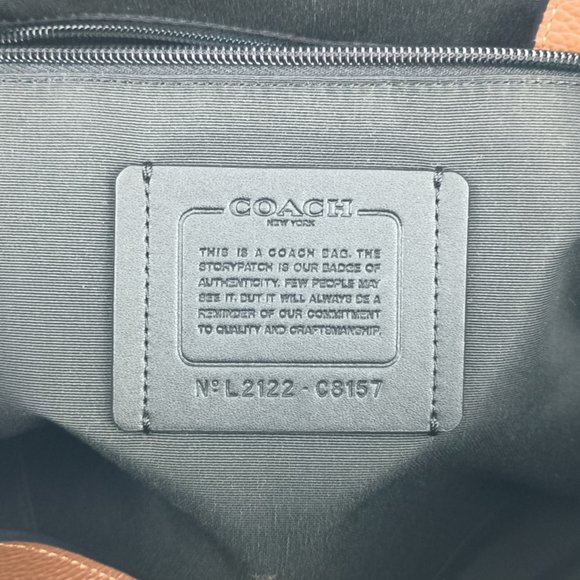 COACH
NEW YORK
THIS IS A COACH BAG. THE
STORYPATCH IS OUR BADGE OF
AUTHENTICITY. FEW PEOPLE MAY
SEE IT. BUT IT WILL ALWAYS BE A
REMINDER OF OUR COMMITMENT
TO QUALITY AND CRAFTSMANSHIP.
Nº L2122 - C8157